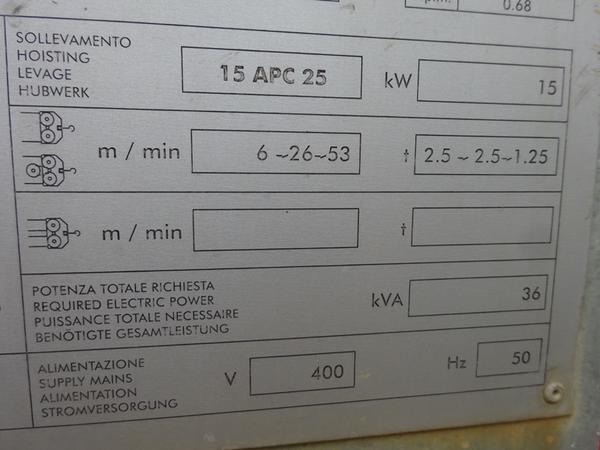 0.68
SOLLEVAMENTO
HOISTING
LEVAGE
HUBWERK
15 APC 25
kW
15
m / min
6 ~26~53
t
2.5 ~ 2.5~1.25
m / min
t
POTENZA TOTALE RICHIESTA
REQUIRED ELECTRIC POWER
PUISSANCE TOTALE NECESSAIRE
BENÖTIGTE GESAMTLEISTUNG
kVA
36
ALIMENTAZIONE
SUPPLY MAINS
ALIMENTATION
STROMVERSORGUNG
V
400
Hz
50